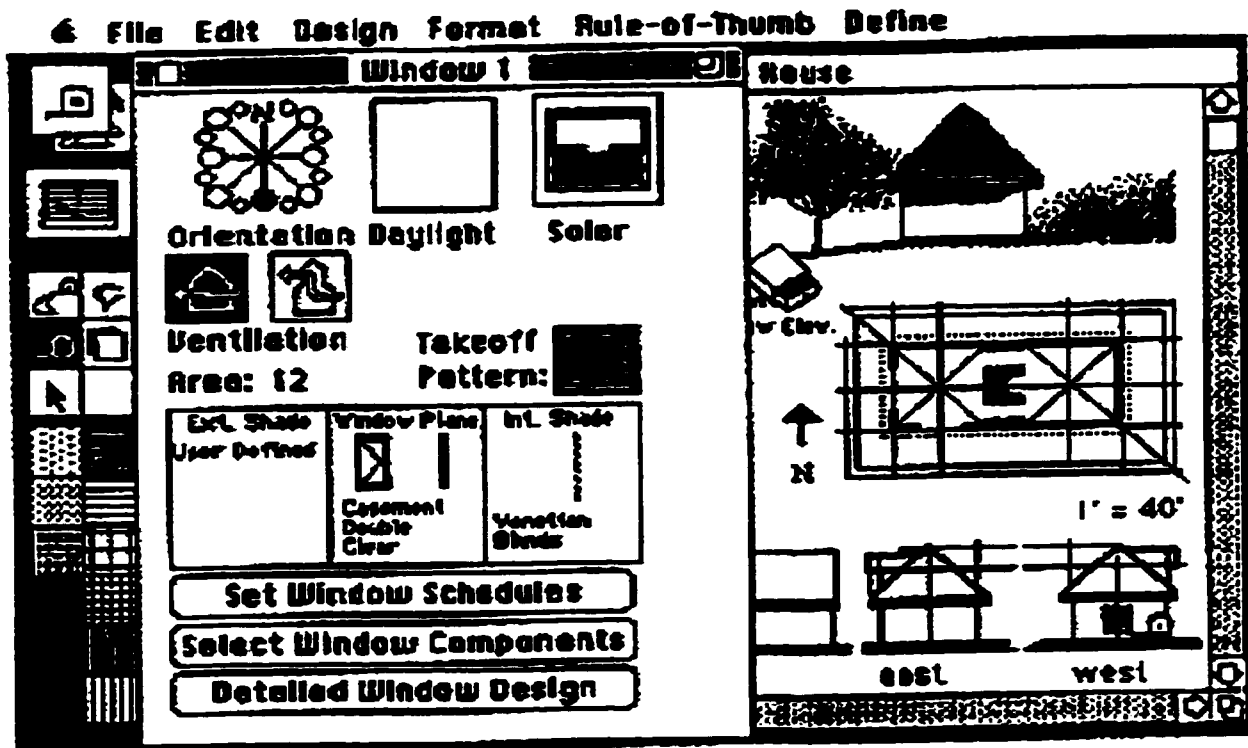 File Edit Design Format Rule-of-Thumb Define
Window 1
House
Orientation Daylight Solar
Ventilation
Takeoff
Pattern:
Area: 12
Ext. Shade
User Defined
Window Plane
Casement
Double
Clear
Int. Shade
Venetian
Blinds
Set Window Schedules
Select Window Components
Detailed Window Design
Elev.
N
1" = 40'
east west